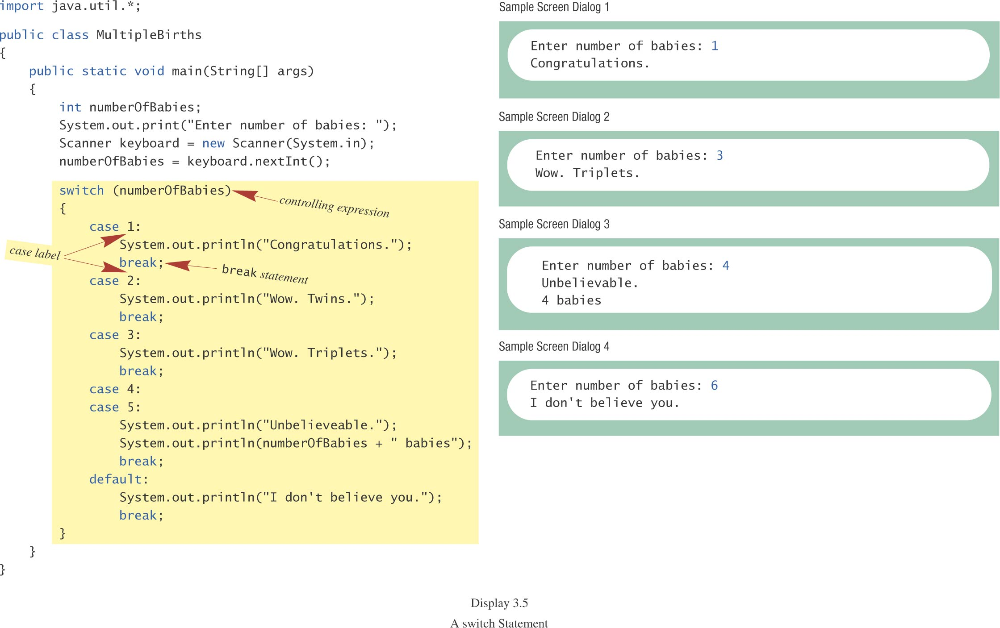 import java.util.*;
public class MultipleBirths
{
    public static void main(String[] args)
    {
        int numberOfBabies;
        System.out.print("Enter number of babies: ");
        Scanner keyboard = new Scanner(System.in);
        numberOfBabies = keyboard.nextInt();
        switch (numberOfBabies)
controlling expression
        {
            case 1:
                System.out.println("Congratulations.");
case label
                break;
break statement
            case 2:
                System.out.println("Wow. Twins.");
                break;
            case 3:
                System.out.println("Wow. Triplets.");
                break;
            case 4:
            case 5:
                System.out.println("Unbelieveable.");
                System.out.println(numberOfBabies + " babies");
                break;
            default:
                System.out.println("I don't believe you.");
                break;
        }
    }
}
Sample Screen Dialog 1
Enter number of babies: 1
Congratulations.
Sample Screen Dialog 2
Enter number of babies: 3
Wow. Triplets.
Sample Screen Dialog 3
Enter number of babies: 4
Unbelievable.
4 babies
Sample Screen Dialog 4
Enter number of babies: 6
I don't believe you.
Display 3.5
A switch Statement